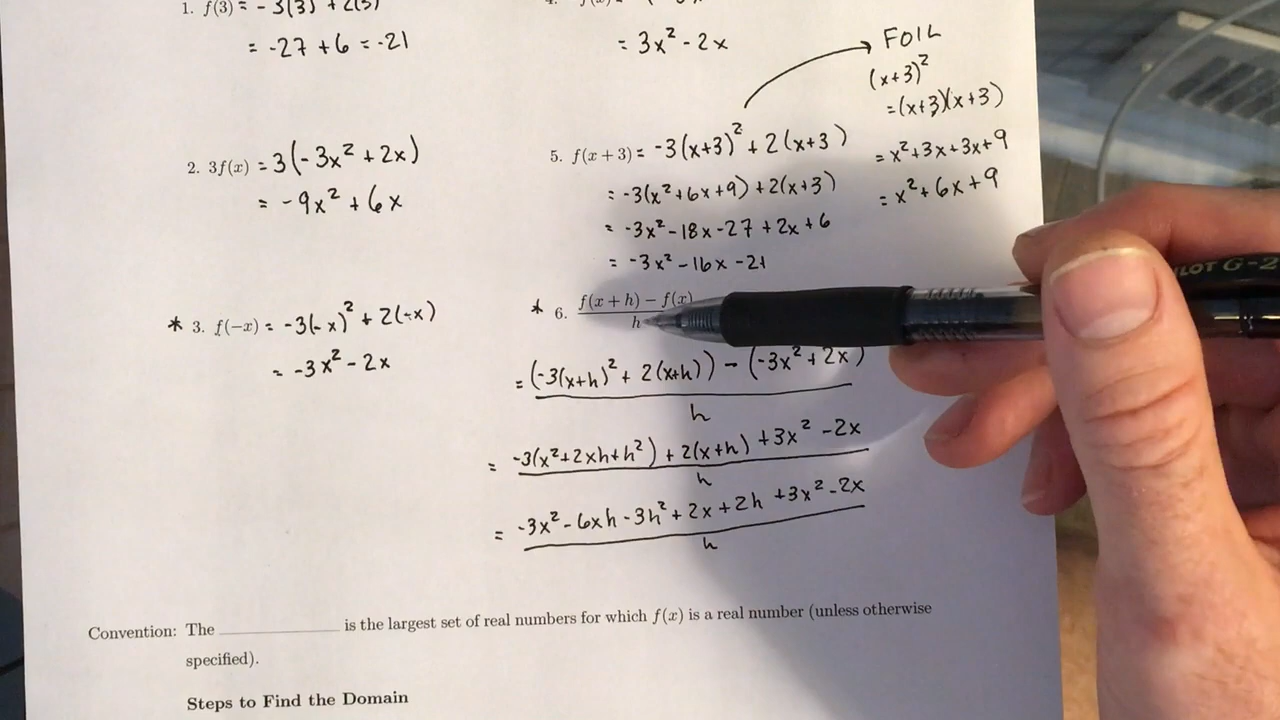 1. f(3) = -3(3) + 2(3)
= -27 + 6 = -21
= 3x² - 2x
FOIL
(x+3)²
=(x+3)(x+3)
= x²+3x+3x+9
= x²+6x+9
2. 3f(x) = 3(-3x² + 2x)
= -9x² + 6x
5. f(x + 3) = -3(x+3)² + 2(x+3)
= -3(x²+6x+9) + 2(x+3)
= -3x² - 18x - 27 + 2x + 6
= -3x² - 16x - 21
* 3. f(-x) = -3(-x)² + 2(-x)
= -3x² - 2x
* 6. f(x + h) - f(x)
h
= (-3(x+h)² + 2(x+h)) - (-3x² + 2x)
h
= -3(x²+2xh+h²) + 2(x+h) + 3x² - 2x
h
= -3x² - 6xh - 3h² + 2x + 2h + 3x² - 2x
h
Convention: The ____________ is the largest set of real numbers for which f(x) is a real number (unless otherwise
specified).
Steps to Find the Domain
LOT G-2